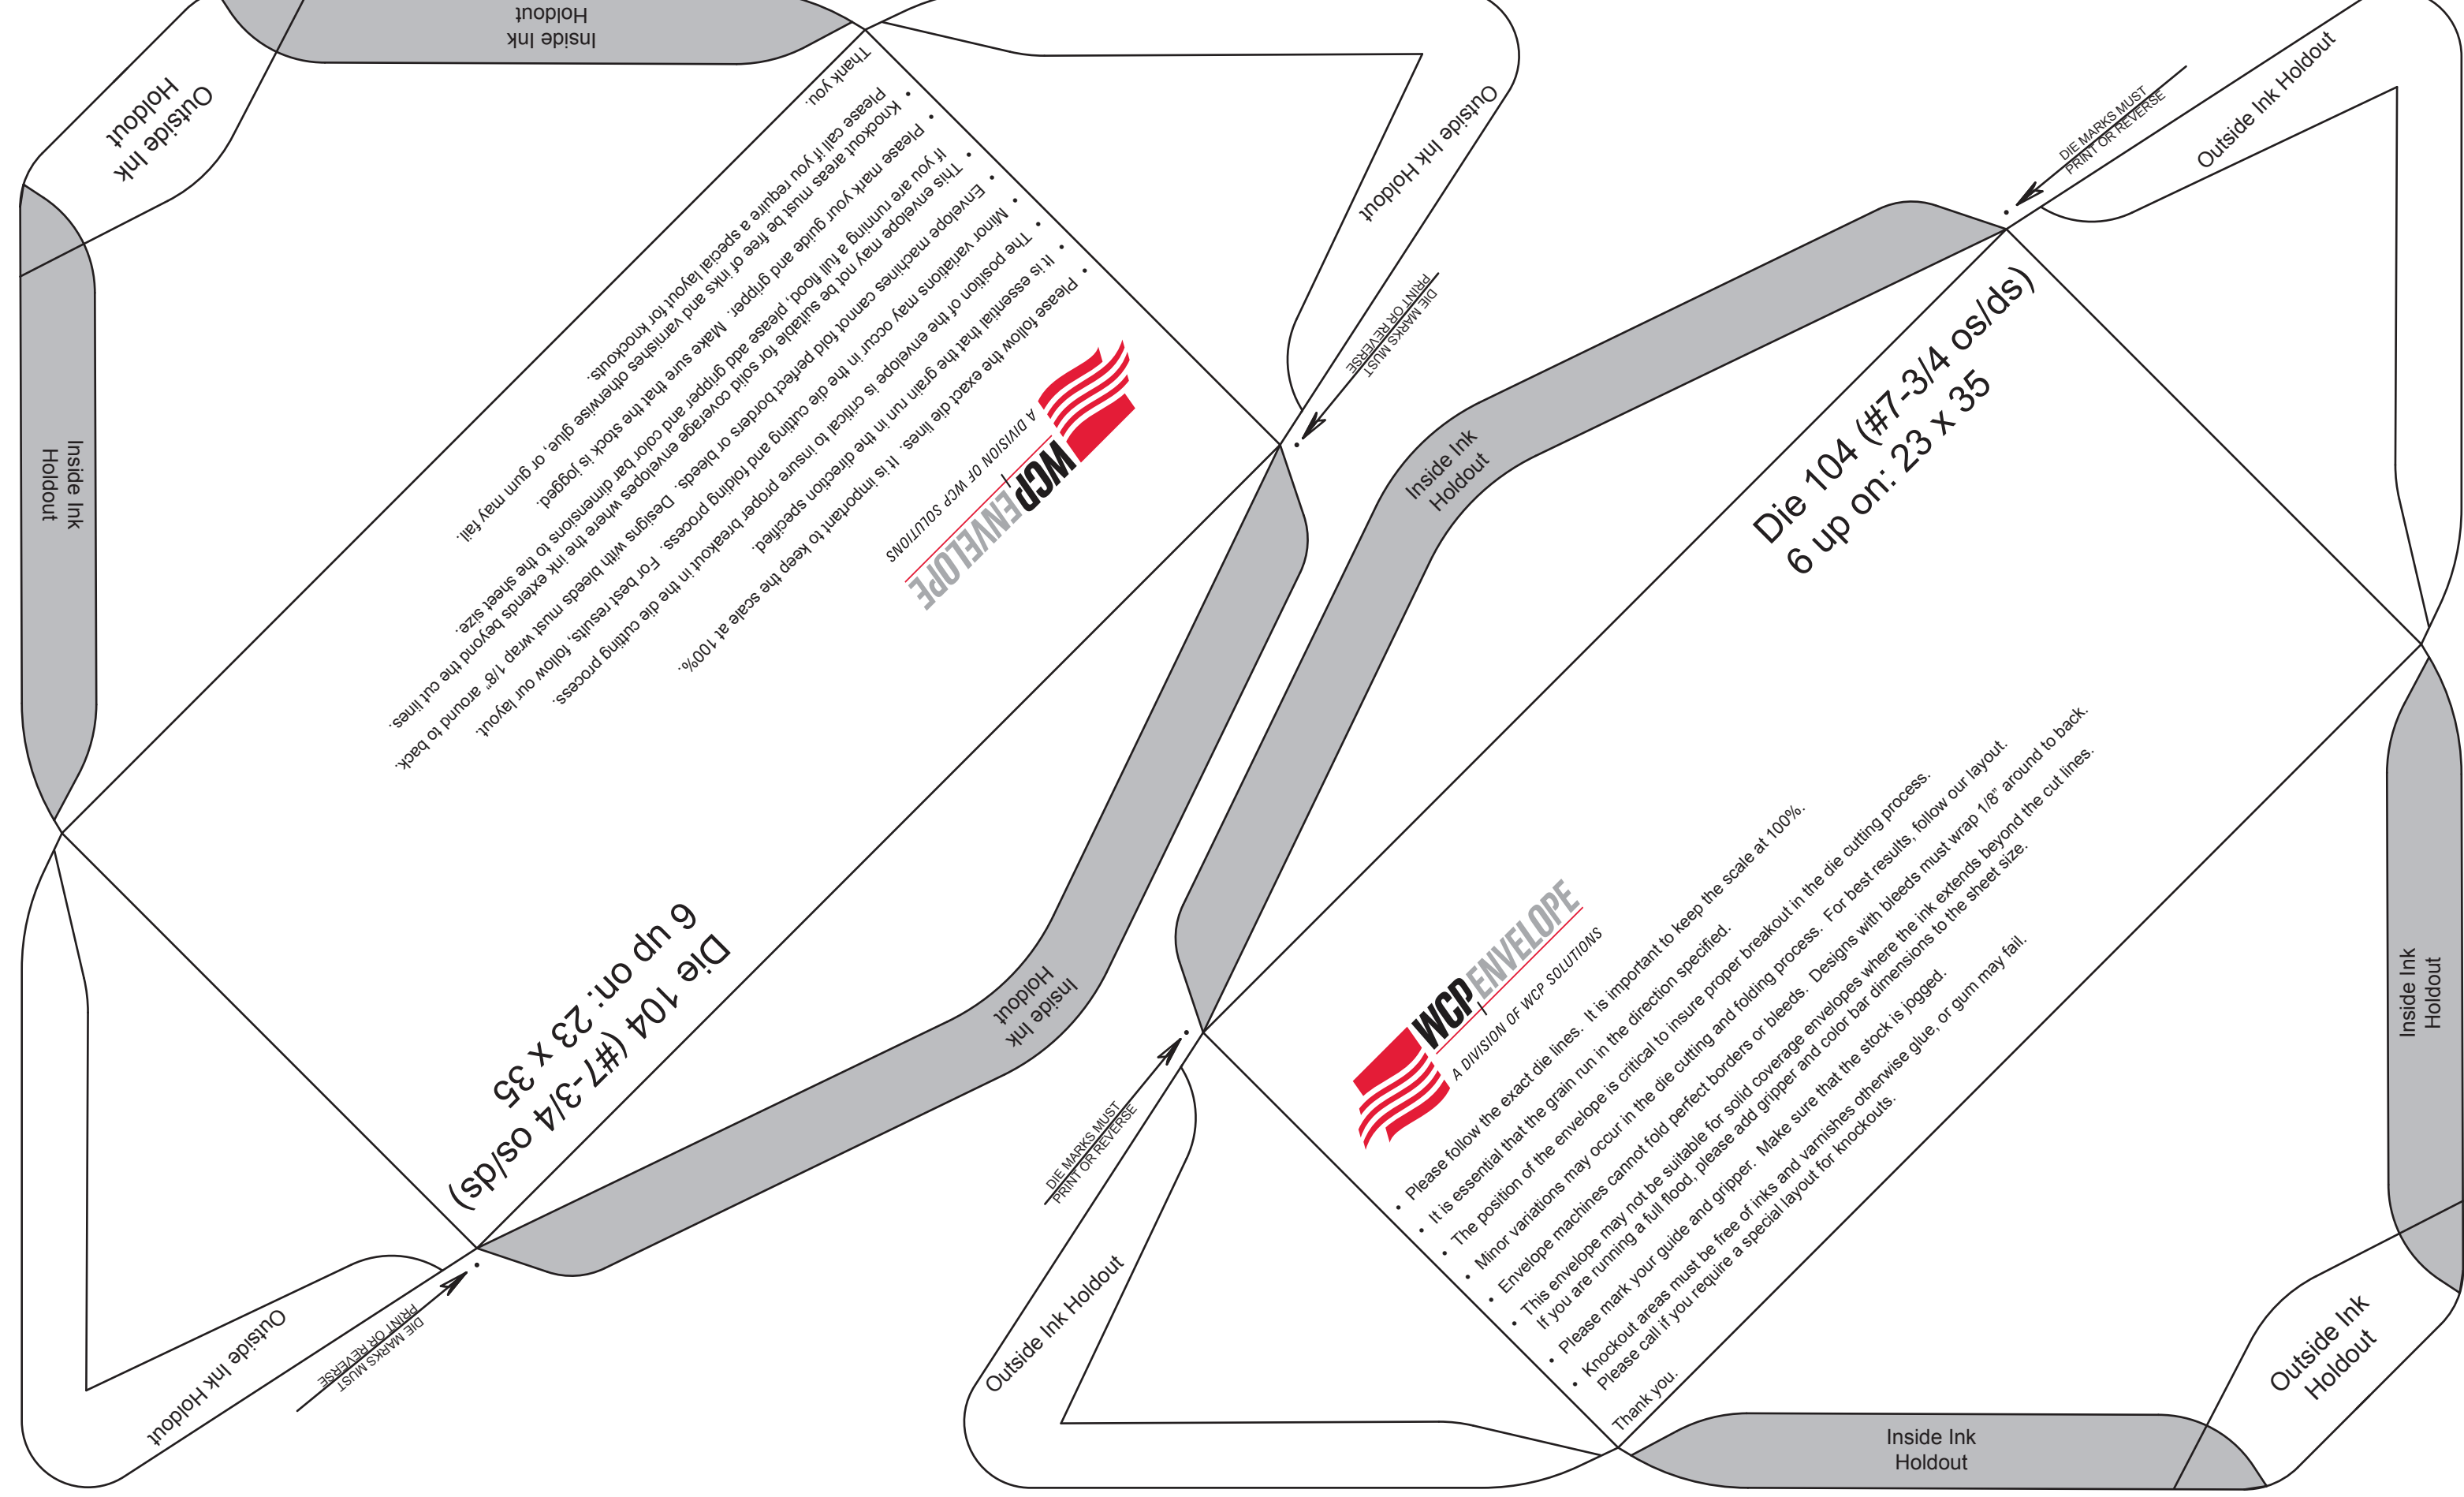 Inside Ink
Holdout
Outside Ink
Holdout
Inside Ink
Holdout
Thank you.
Please call if you require a special layout for knockouts.
• Knockout areas must be free of inks and varnishes otherwise glue, or gum may fail.
• Please mark your guide and gripper.  Make sure that the stock is jogged.
If you are running a full flood, please add gripper and color bar dimensions to the sheet size.
• This envelope may not be suitable for solid coverage envelopes where the ink extends beyond the cut lines.
• Envelope machines cannot fold perfect borders or bleeds.  Designs with bleeds must wrap 1/8” around to back.
• Minor variations may occur in the die cutting and folding process.  For best results, follow our layout.
• The position of the envelope is critical to insure proper breakout in the die cutting process.
• It is essential that the grain run in the direction specified.
• Please follow the exact die lines.  It is important to keep the scale at 100%.
WCPENVELOPE
A DIVISION OF WCP SOLUTIONS
Die 104 (#7-3/4 os/ds)
6 up on: 23 x 35
Outside Ink Holdout
DIE MARKS MUST
PRINT OR REVERSE
Inside Ink
Holdout
DIE MARKS MUST
PRINT OR REVERSE
Outside Ink Holdout
Outside Ink Holdout
DIE MARKS MUST
PRINT OR REVERSE
Inside Ink
Holdout
Die 104 (#7-3/4 os/ds)
6 up on: 23 x 35
WCPENVELOPE
A DIVISION OF WCP SOLUTIONS
• Please follow the exact die lines.  It is important to keep the scale at 100%.
• It is essential that the grain run in the direction specified.
• The position of the envelope is critical to insure proper breakout in the die cutting process.
• Minor variations may occur in the die cutting and folding process.  For best results, follow our layout.
• Envelope machines cannot fold perfect borders or bleeds.  Designs with bleeds must wrap 1/8” around to back.
• This envelope may not be suitable for solid coverage envelopes where the ink extends beyond the cut lines.
If you are running a full flood, please add gripper and color bar dimensions to the sheet size.
• Please mark your guide and gripper.  Make sure that the stock is jogged.
• Knockout areas must be free of inks and varnishes otherwise glue, or gum may fail.
Please call if you require a special layout for knockouts.
Thank you.
DIE MARKS MUST
PRINT OR REVERSE
Outside Ink Holdout
Inside Ink
Holdout
Outside Ink
Holdout
Inside Ink
Holdout